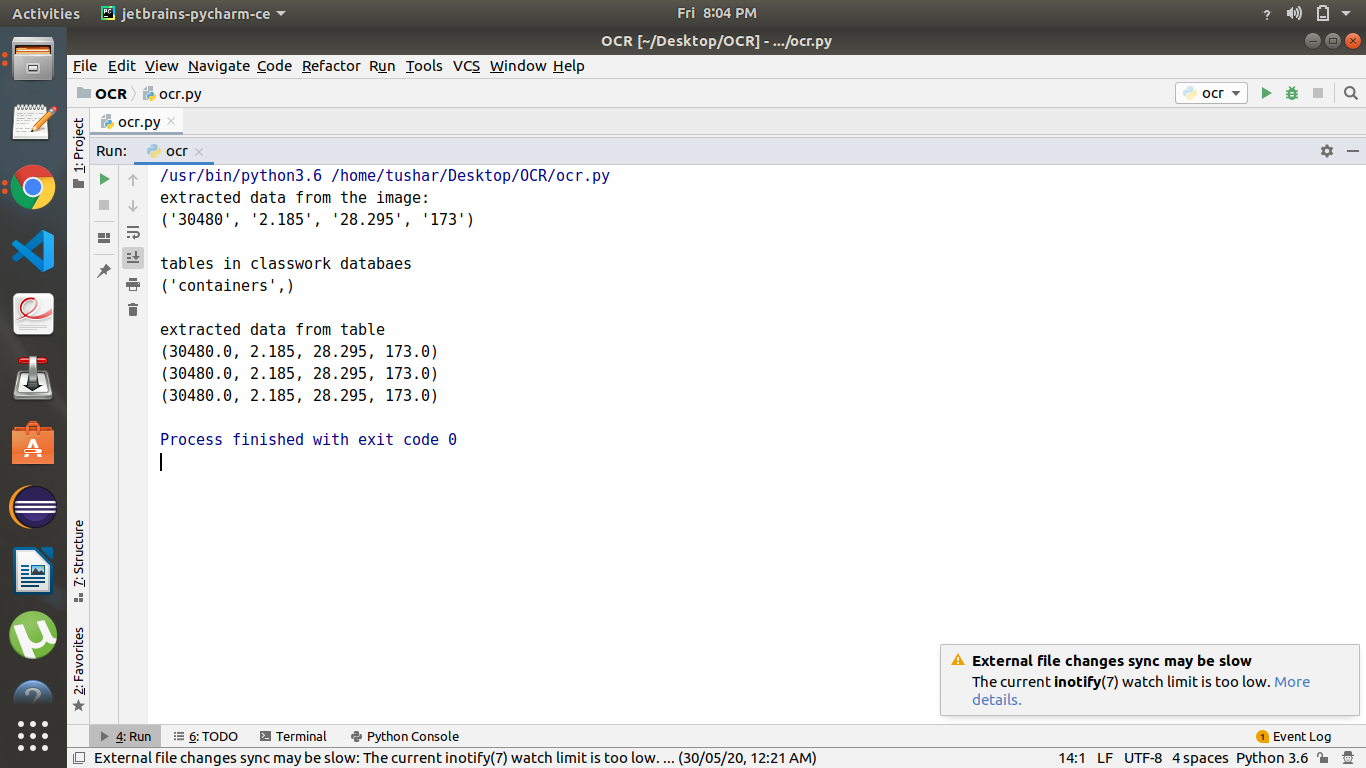 Activities jetbrains-pycharm-ce Fri 8:04 PM ?
OCR [~/Desktop/OCR] - .../ocr.py
File Edit View Navigate Code Refactor Run Tools VCS Window Help
OCR ocr.py ocr
1: Project
ocr.py
Run: ocr
/usr/bin/python3.6 /home/tushar/Desktop/OCR/ocr.py
extracted data from the image:
('30480', '2.185', '28.295', '173')
tables in classwork databaes
('containers',)
extracted data from table
(30480.0, 2.185, 28.295, 173.0)
(30480.0, 2.185, 28.295, 173.0)
(30480.0, 2.185, 28.295, 173.0)
Process finished with exit code 0
7: Structure
2: Favorites
External file changes sync may be slow
The current inotify(7) watch limit is too low. More
details.
4: Run 6: TODO Terminal Python Console 1 Event Log
External file changes sync may be slow: The current inotify(7) watch limit is too low. ... (30/05/20, 12:21 AM) 14:1 LF UTF-8 4 spaces Python 3.6